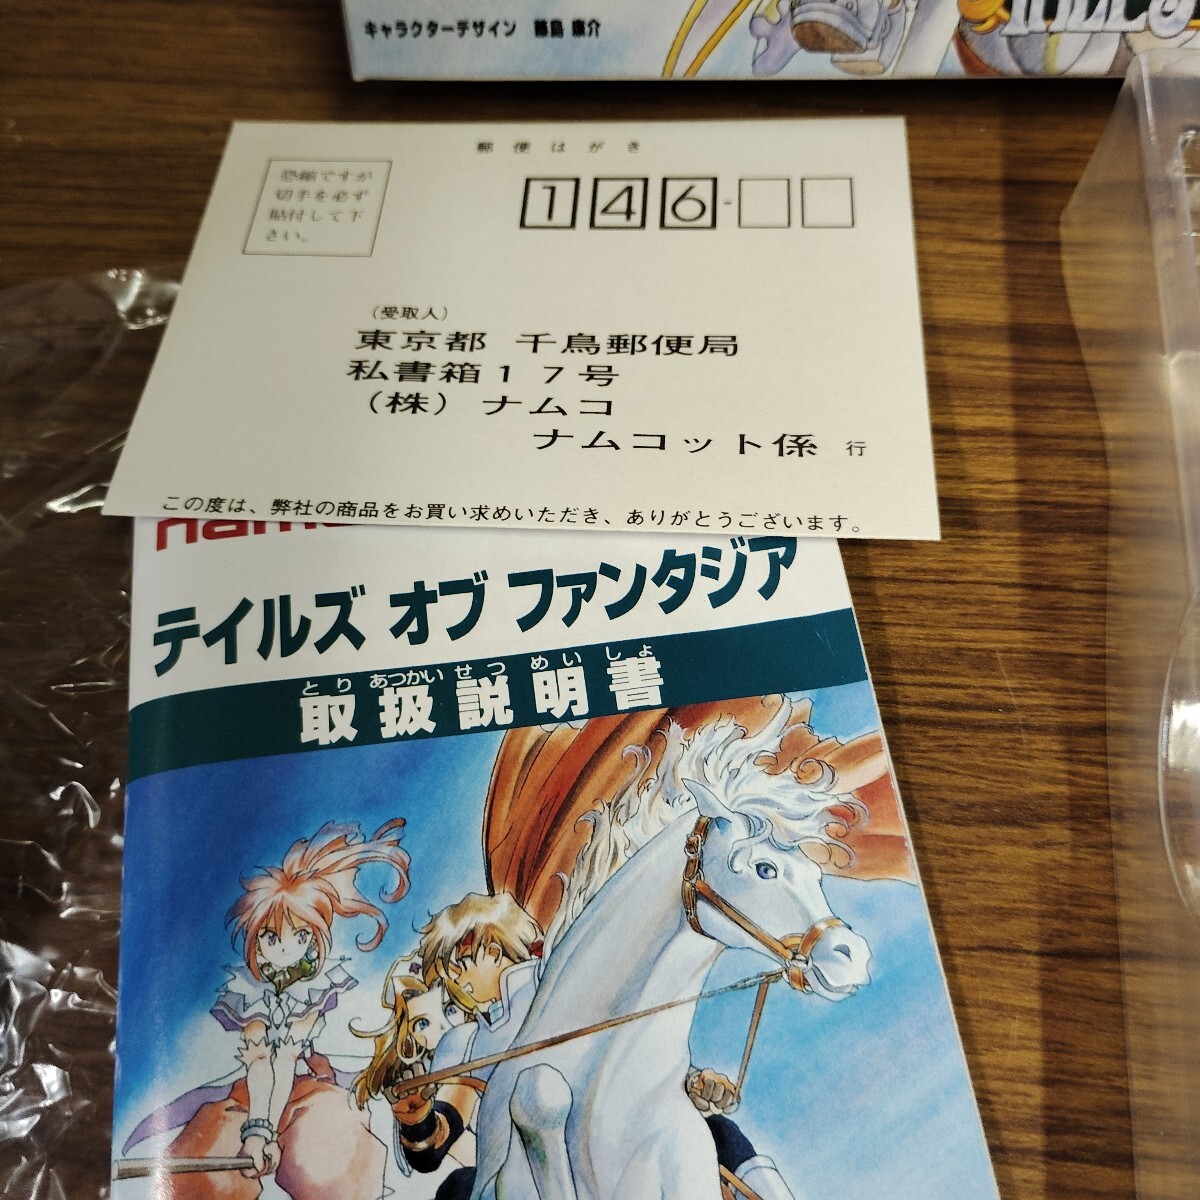 キャラクターデザイン 藤島 康介
TALES
郵便はがき
恐縮ですが
切手を必ず
貼付して下
さい。
146-
（受取人）
東京都 千鳥郵便局
私書箱１７号
（株）ナムコ
ナムコット係 行
この度は、弊社の商品をお買い求めいただき、ありがとうございます。
namco
テイルズ オブ ファンタジア
とり あつかい せつ めい しょ
取扱説明書